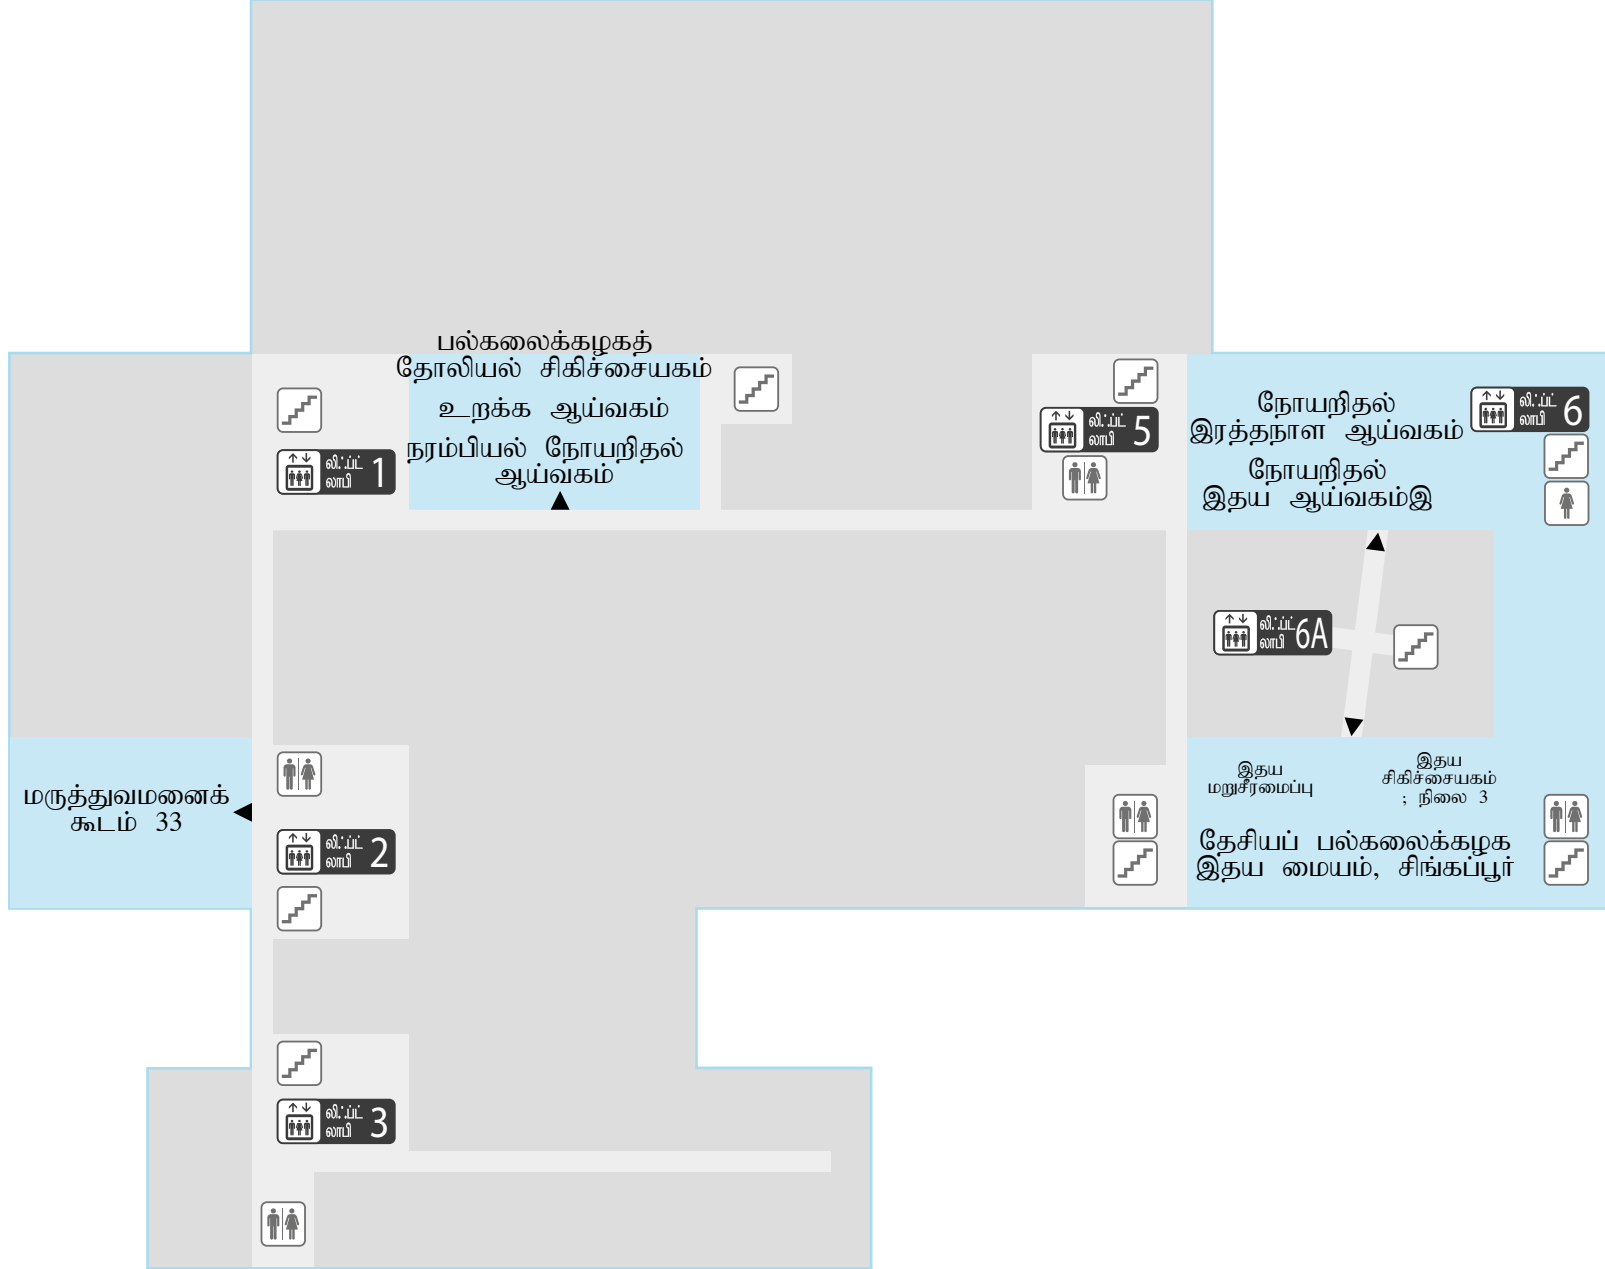 பல்கலைக்கழகத்
தோலியல் சிகிச்சையகம்
உறக்க ஆய்வகம்
நரம்பியல் நோயறிதல்
ஆய்வகம்
லிஃப்ட்
லாபி 1
லிஃப்ட்
லாபி 5
நோயறிதல்
இரத்தநாள ஆய்வகம்
நோயறிதல்
இதய ஆய்வகம்இ
லிஃப்ட்
லாபி 6
லிஃப்ட்
லாபி 6A
மருத்துவமனைக்
கூடம் 33
லிஃப்ட்
லாபி 2
இதய
மறுசீரமைப்பு
இதய
சிகிச்சையகம்
; நிலை 3
தேசியப் பல்கலைக்கழக
இதய மையம், சிங்கப்பூர்
லிஃப்ட்
லாபி 3